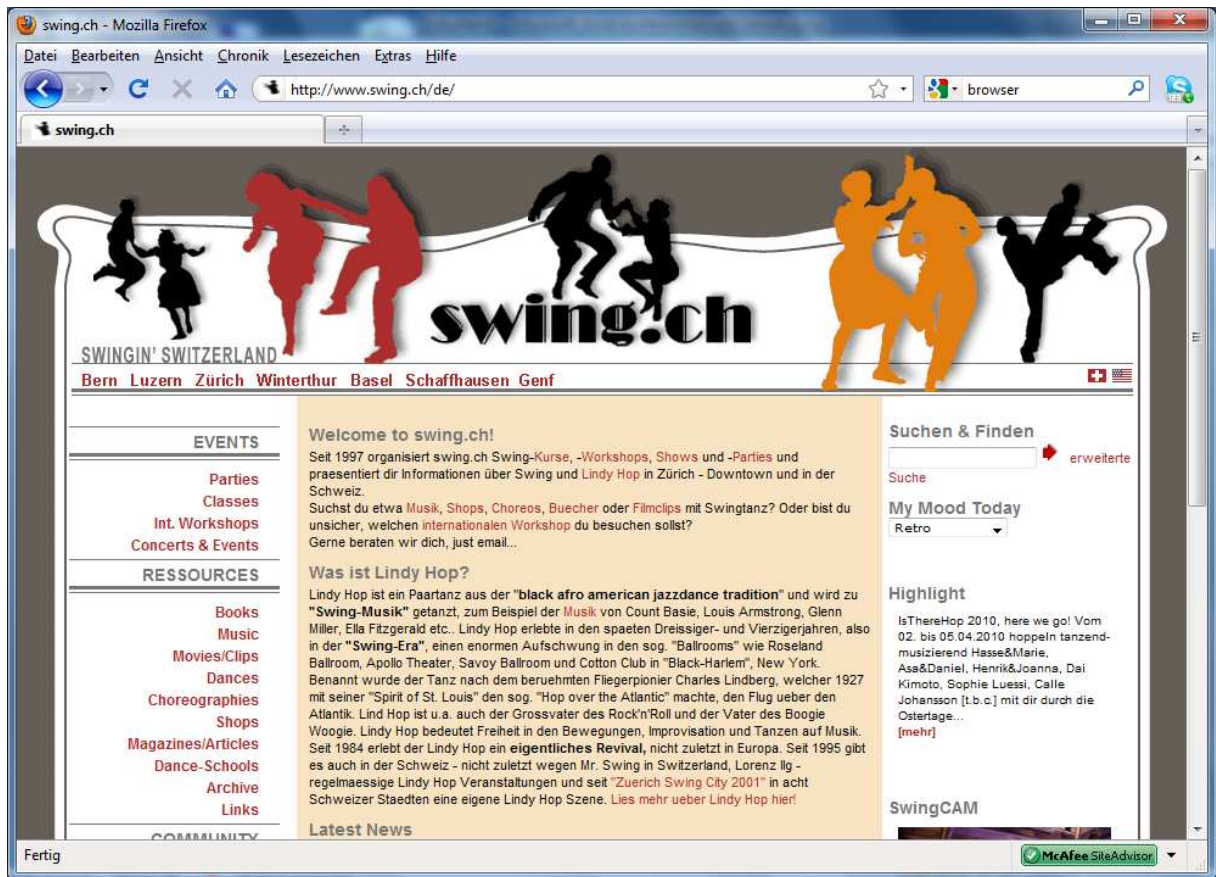 swing.ch - Mozilla Firefox
Datei Bearbeiten Ansicht Chronik Lesezeichen Extras Hilfe
http://www.swing.ch/de/
browser
swing.ch
swing.ch
SWINGIN' SWITZERLAND
Bern Luzern Zürich Winterthur Basel Schaffhausen Genf
EVENTS
Parties
Classes
Int. Workshops
Concerts & Events
RESSOURCES
Books
Music
Movies/Clips
Dances
Choreographies
Shops
Magazines/Articles
Dance-Schools
Archive
Links
COMMUNITY
Welcome to swing.ch!
Seit 1997 organisiert swing.ch Swing-Kurse, -Workshops, Shows und -Parties und
praesentiert dir Informationen über Swing und Lindy Hop in Zürich - Downtown und in der
Schweiz.
Suchst du etwa Musik, Shops, Choreos, Buecher oder Filmclips mit Swingtanz? Oder bist du
unsicher, welchen internationalen Workshop du besuchen sollst?
Gerne beraten wir dich, just email...
Was ist Lindy Hop?
Lindy Hop ist ein Paartanz aus der "black afro american jazzdance tradition" und wird zu
"Swing-Musik" getanzt, zum Beispiel der Musik von Count Basie, Louis Armstrong, Glenn
Miller, Ella Fitzgerald etc.. Lindy Hop erlebte in den spaeten Dreissiger- und Vierzigerjahren, also
in der "Swing-Era", einen enormen Aufschwung in den sog. "Ballrooms" wie Roseland
Ballroom, Apollo Theater, Savoy Ballroom und Cotton Club in "Black-Harlem", New York.
Benannt wurde der Tanz nach dem beruehmten Fliegerpionier Charles Lindberg, welcher 1927
mit seiner "Spirit of St. Louis" den sog. "Hop over the Atlantic" machte, den Flug ueber den
Atlantik. Lind Hop ist u.a. auch der Grossvater des Rock'n'Roll und der Vater des Boogie
Woogie. Lindy Hop bedeutet Freiheit in den Bewegungen, Improvisation und Tanzen auf Musik.
Seit 1984 erlebt der Lindy Hop ein eigentliches Revival, nicht zuletzt in Europa. Seit 1995 gibt
es auch in der Schweiz - nicht zuletzt wegen Mr. Swing in Switzerland, Lorenz Ilg -
regelmaessige Lindy Hop Veranstaltungen und seit "Zuerich Swing City 2001" in acht
Schweizer Staedten eine eigene Lindy Hop Szene. Lies mehr ueber Lindy Hop hier!
Latest News
Suchen & Finden
erweiterte
Suche
My Mood Today
Retro
Highlight
IsThereHop 2010, here we go! Vom
02. bis 05.04.2010 hoppeln tanzend-
musizierend Hasse&Marie,
Asa&Daniel, Henrik&Joanna, Dai
Kimoto, Sophie Luessi, Calle
Johansson [t.b.c.] mit dir durch die
Ostertage...
[mehr]
SwingCAM
Fertig
McAfee SiteAdvisor